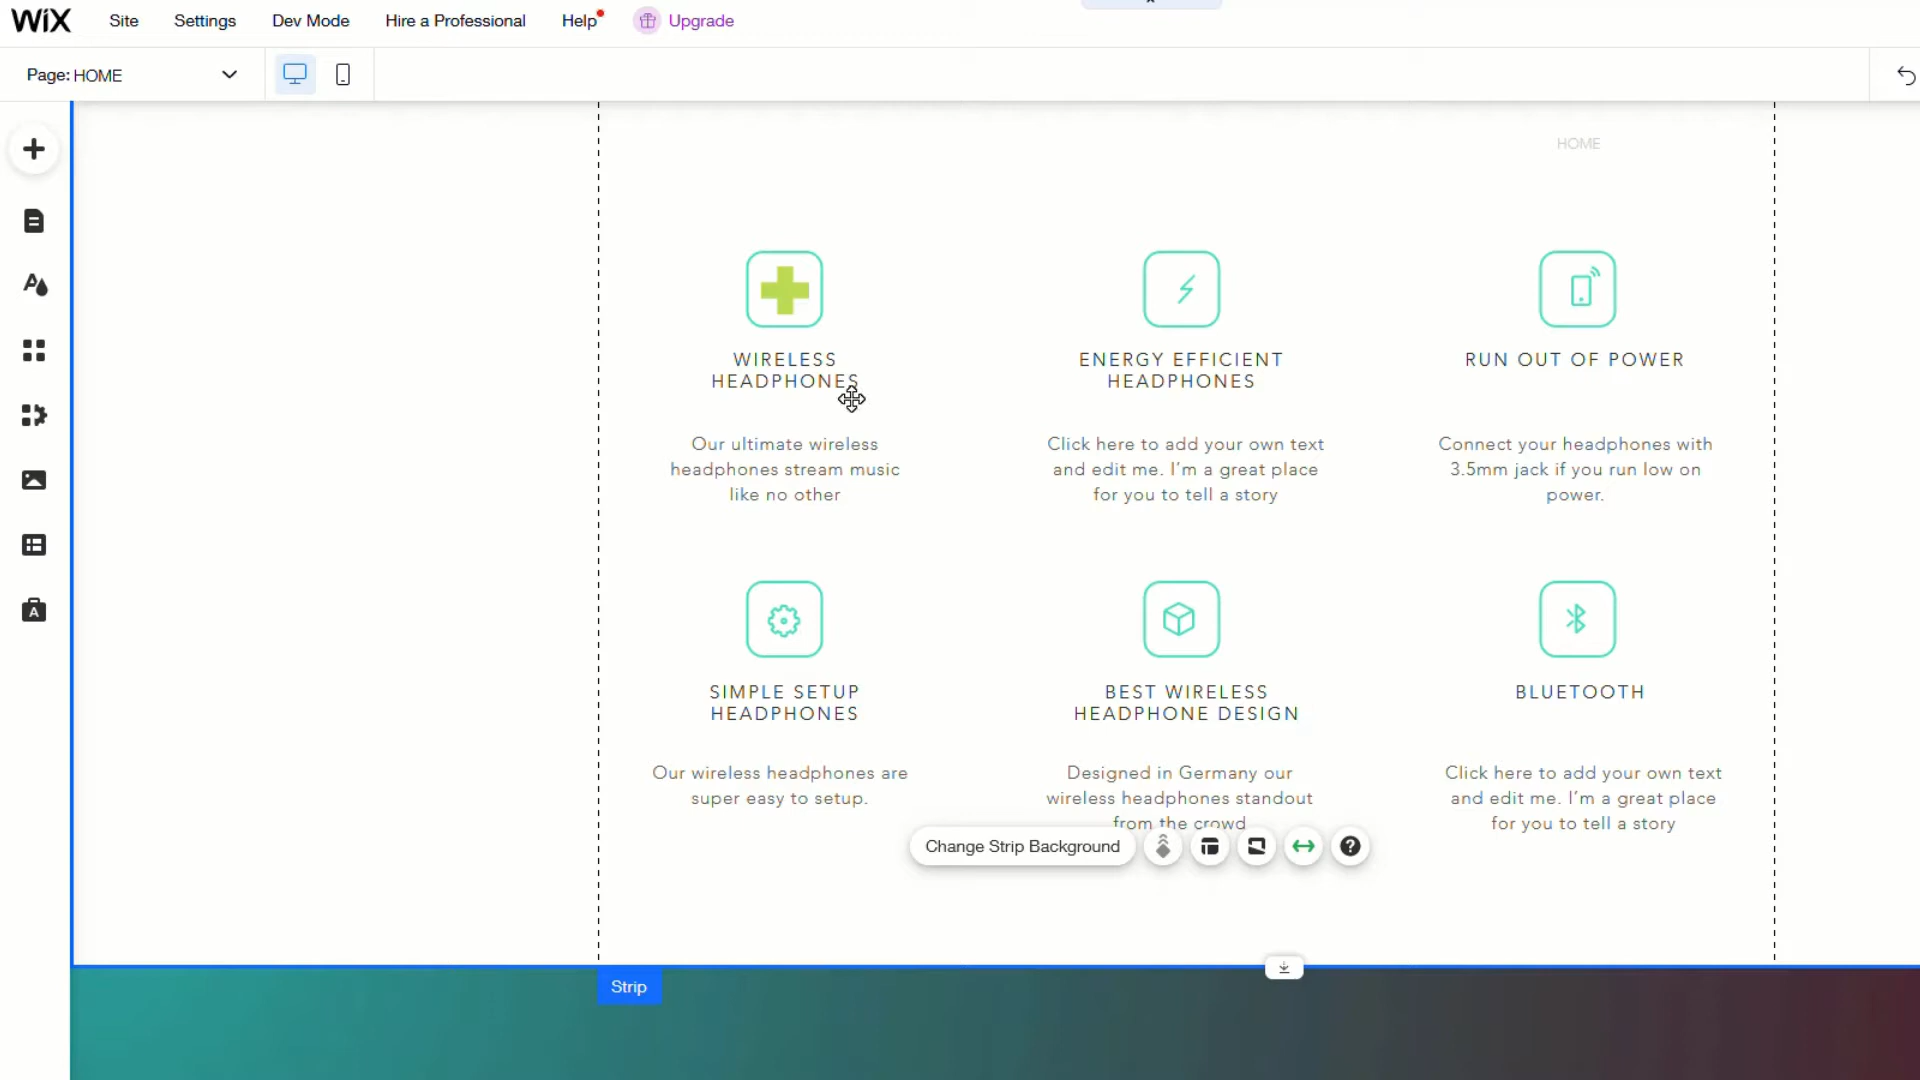 WiX Site Settings Dev Mode Hire a Professional Help Upgrade
Page: HOME
HOME
WIRELESS
HEADPHONES
Our ultimate wireless
headphones stream music
like no other
ENERGY EFFICIENT
HEADPHONES
Click here to add your own text
and edit me. I'm a great place
for you to tell a story
RUN OUT OF POWER
Connect your headphones with
3.5mm jack if you run low on
power.
SIMPLE SETUP
HEADPHONES
Our wireless headphones are
super easy to setup.
BEST WIRELESS
HEADPHONE DESIGN
Designed in Germany our
wireless headphones standout
from the crowd
BLUETOOTH
Click here to add your own text
and edit me. I'm a great place
for you to tell a story
Change Strip Background
Strip